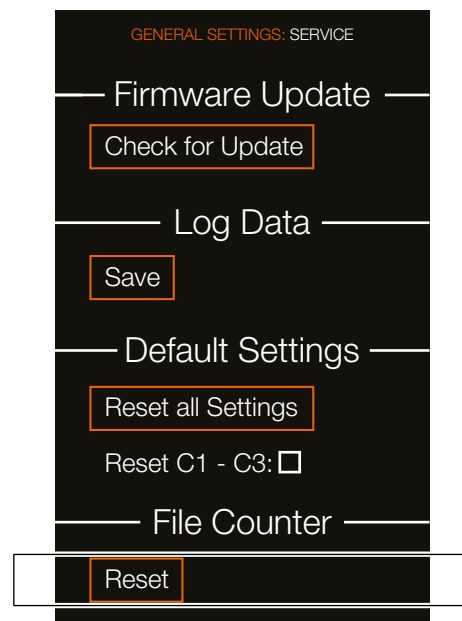 GENERAL SETTINGS: SERVICE
Firmware Update
Check for Update
Log Data
Save
Default Settings
Reset all Settings
Reset C1 - C3:
File Counter
Reset